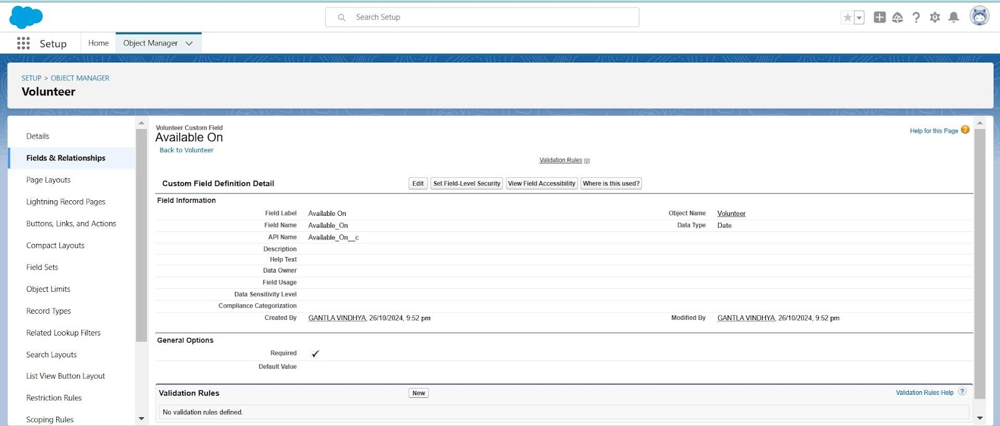 Search Setup
Setup
Home
Object Manager
SETUP > OBJECT MANAGER
Volunteer
Details
Fields & Relationships
Page Layouts
Lightning Record Pages
Buttons, Links, and Actions
Compact Layouts
Field Sets
Object Limits
Record Types
Related Lookup Filters
Search Layouts
List View Button Layout
Restriction Rules
Scoping Rules
Volunteer Custom Field
Available On
Back to Volunteer
Help for this Page ?
Validation Rules [0]
Custom Field Definition Detail
Edit Set Field-Level Security View Field Accessibility Where is this used?
Field Information
Field Label Available On Object Name Volunteer
Field Name Available_On Data Type Date
API Name Available_On__c
Description
Help Text
Data Owner
Field Usage
Data Sensitivity Level
Compliance Categorization
Created By GANTLA VINDHYA, 26/10/2024, 9:52 pm Modified By GANTLA VINDHYA, 26/10/2024, 9:52 pm
General Options
Required ✓
Default Value
Validation Rules New Validation Rules Help ?
No validation rules defined.